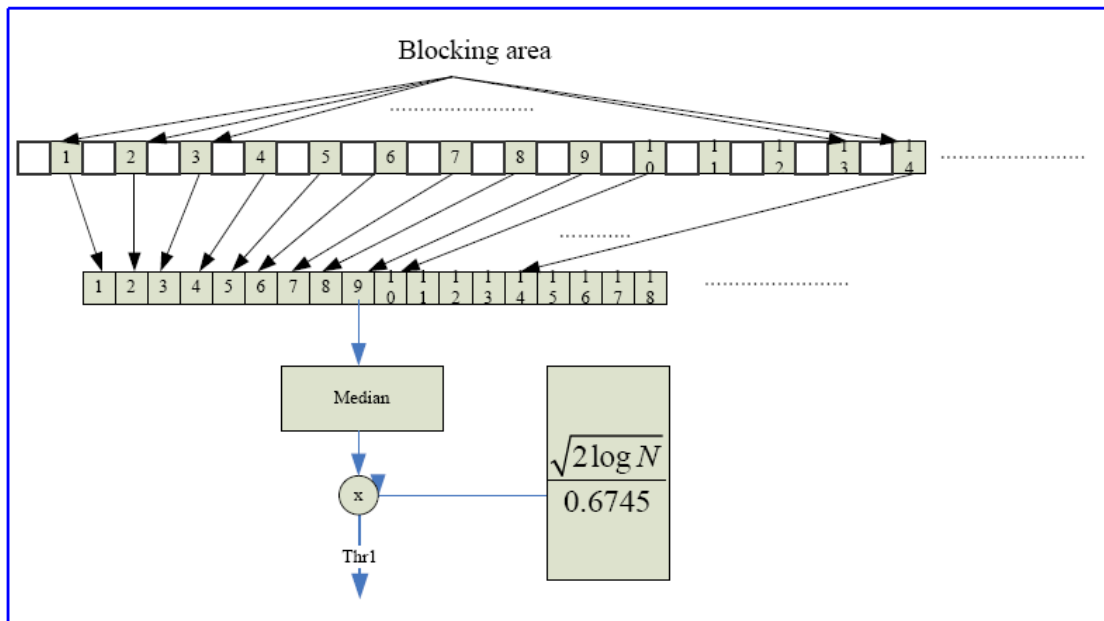 Blocking area
1 2 3 4 5 6 7 8 9 10 11 12 13 14
1 2 3 4 5 6 7 8 9 10 11 12 13 14 15 16 17 18
Median
√2log N
0.6745
x
Thr1